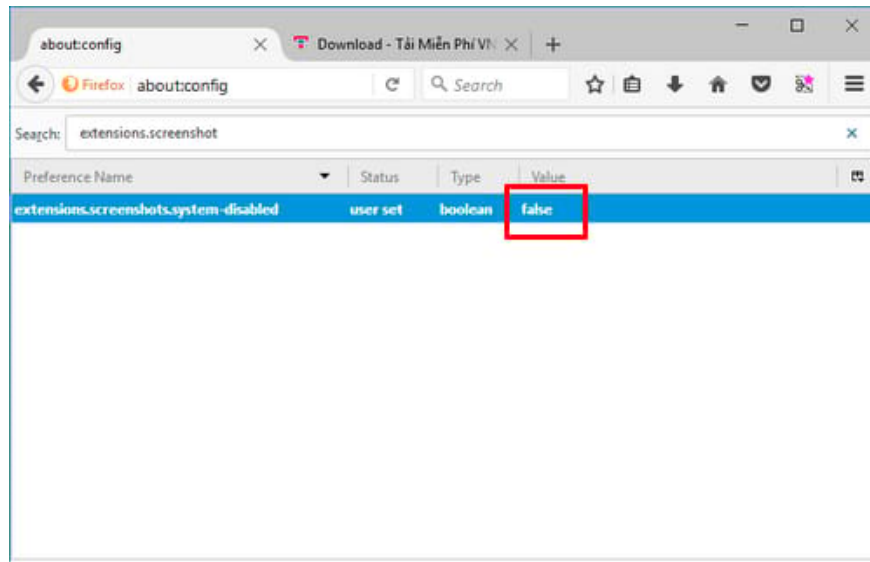 about:config
Download - Tải Miễn Phí VN
Firefox about:config
Search
Search: extensions.screenshot
Preference Name Status Type Value
extensions.screenshots.system-disabled user set boolean false